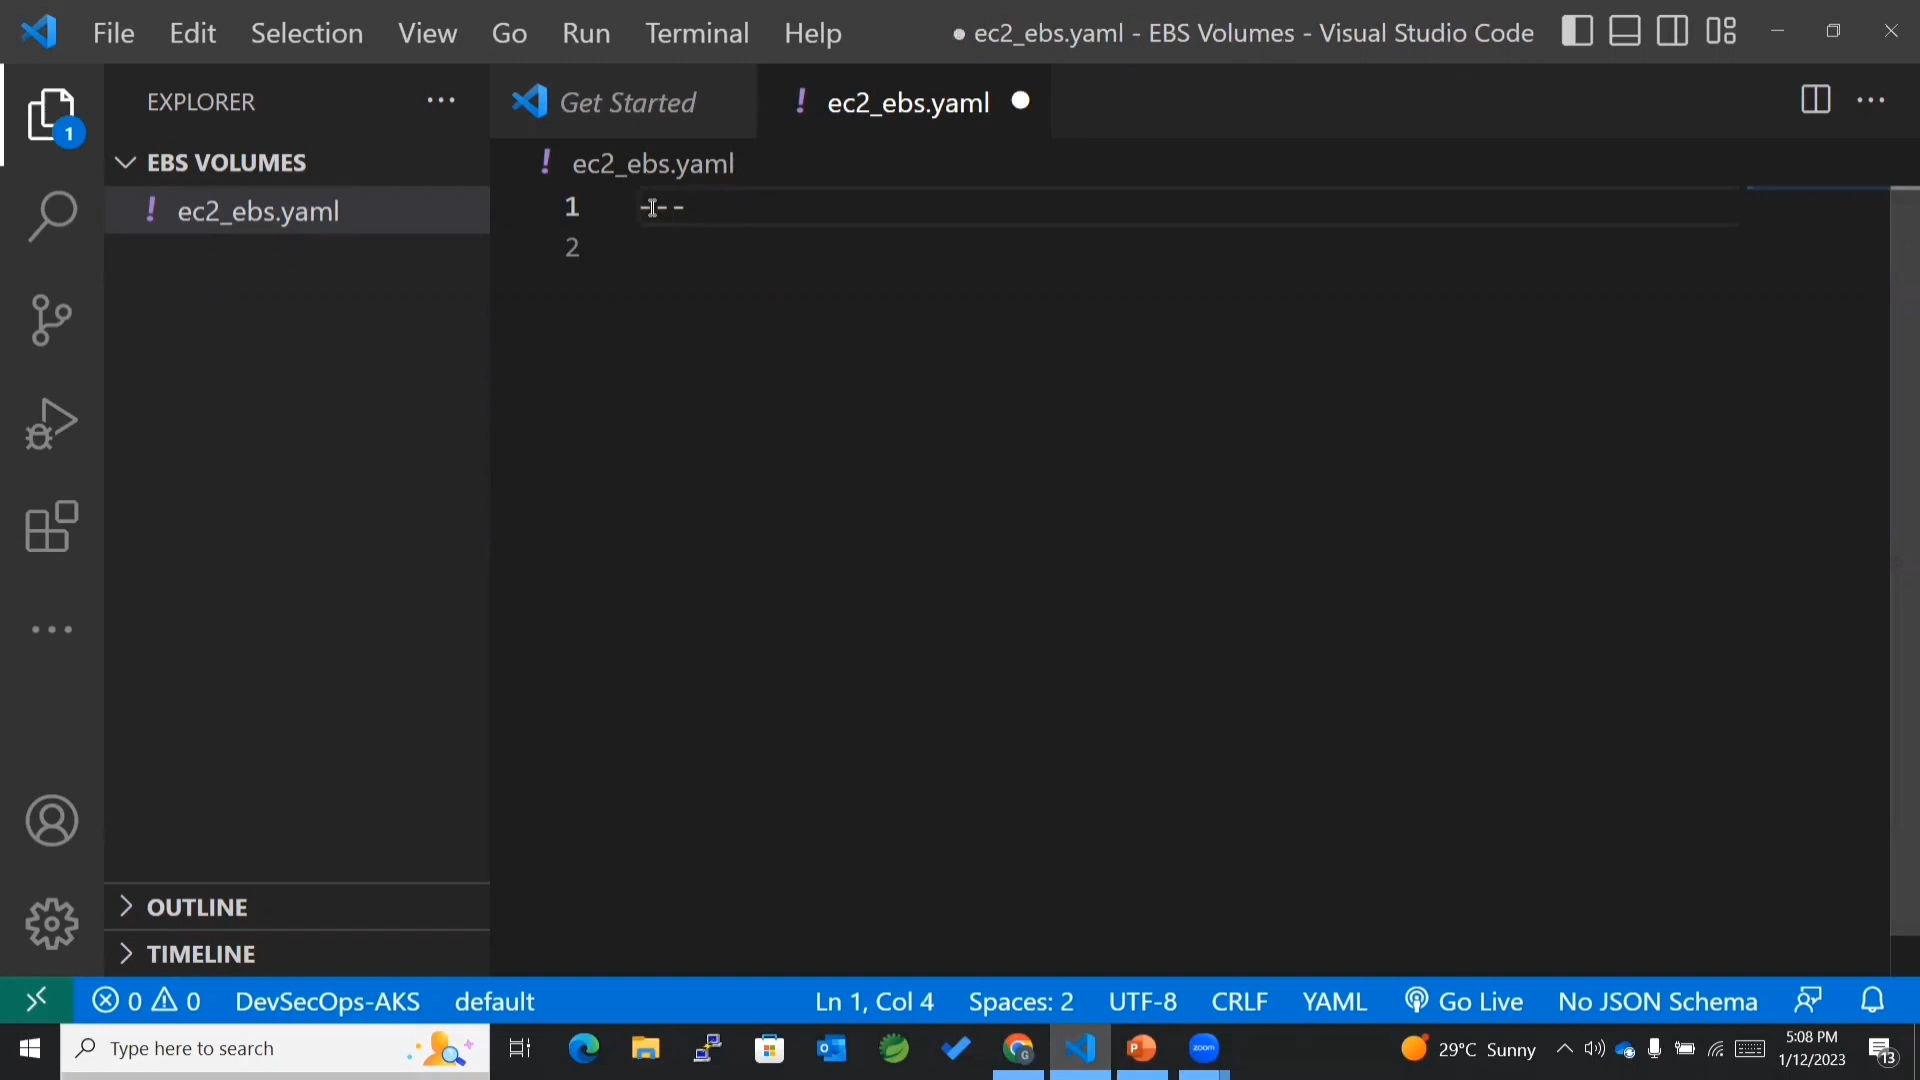 File Edit Selection View Go Run Terminal Help ● ec2_ebs.yaml - EBS Volumes - Visual Studio Code
EXPLORER
Get Started
! ec2_ebs.yaml
1
EBS VOLUMES
! ec2_ebs.yaml
! ec2_ebs.yaml
1 ---
2
OUTLINE
TIMELINE
0 0 DevSecOps-AKS default Ln 1, Col 4 Spaces: 2 UTF-8 CRLF YAML Go Live No JSON Schema
Type here to search
zoom
29°C Sunny
5:08 PM
1/12/2023
13